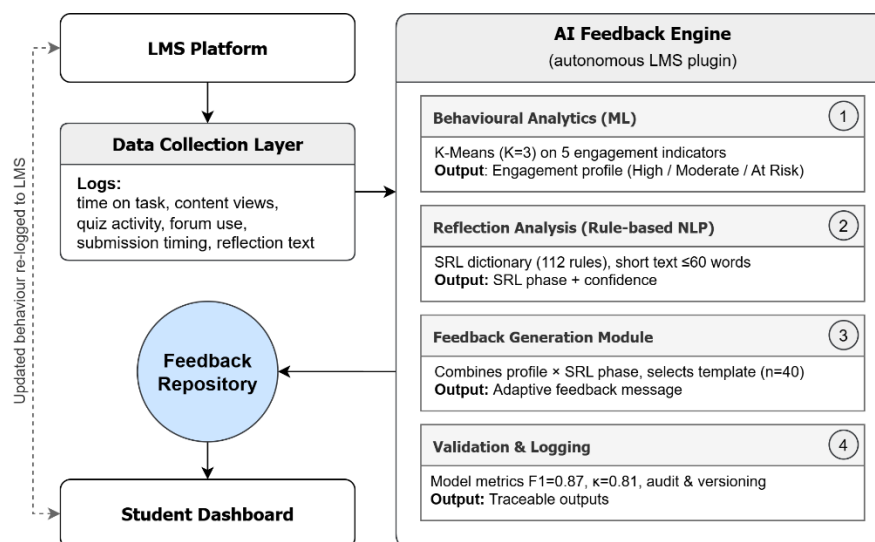 LMS Platform
Data Collection Layer
Logs:
time on task, content views,
quiz activity, forum use,
submission timing, reflection text
Feedback
Repository
Student Dashboard
Updated behaviour re-logged to LMS
AI Feedback Engine
(autonomous LMS plugin)
Behavioural Analytics (ML)
1
K-Means (K=3) on 5 engagement indicators
Output: Engagement profile (High / Moderate / At Risk)
Reflection Analysis (Rule-based NLP)
2
SRL dictionary (112 rules), short text ≤60 words
Output: SRL phase + confidence
Feedback Generation Module
3
Combines profile × SRL phase, selects template (n=40)
Output: Adaptive feedback message
Validation & Logging
4
Model metrics F1=0.87, κ=0.81, audit & versioning
Output: Traceable outputs